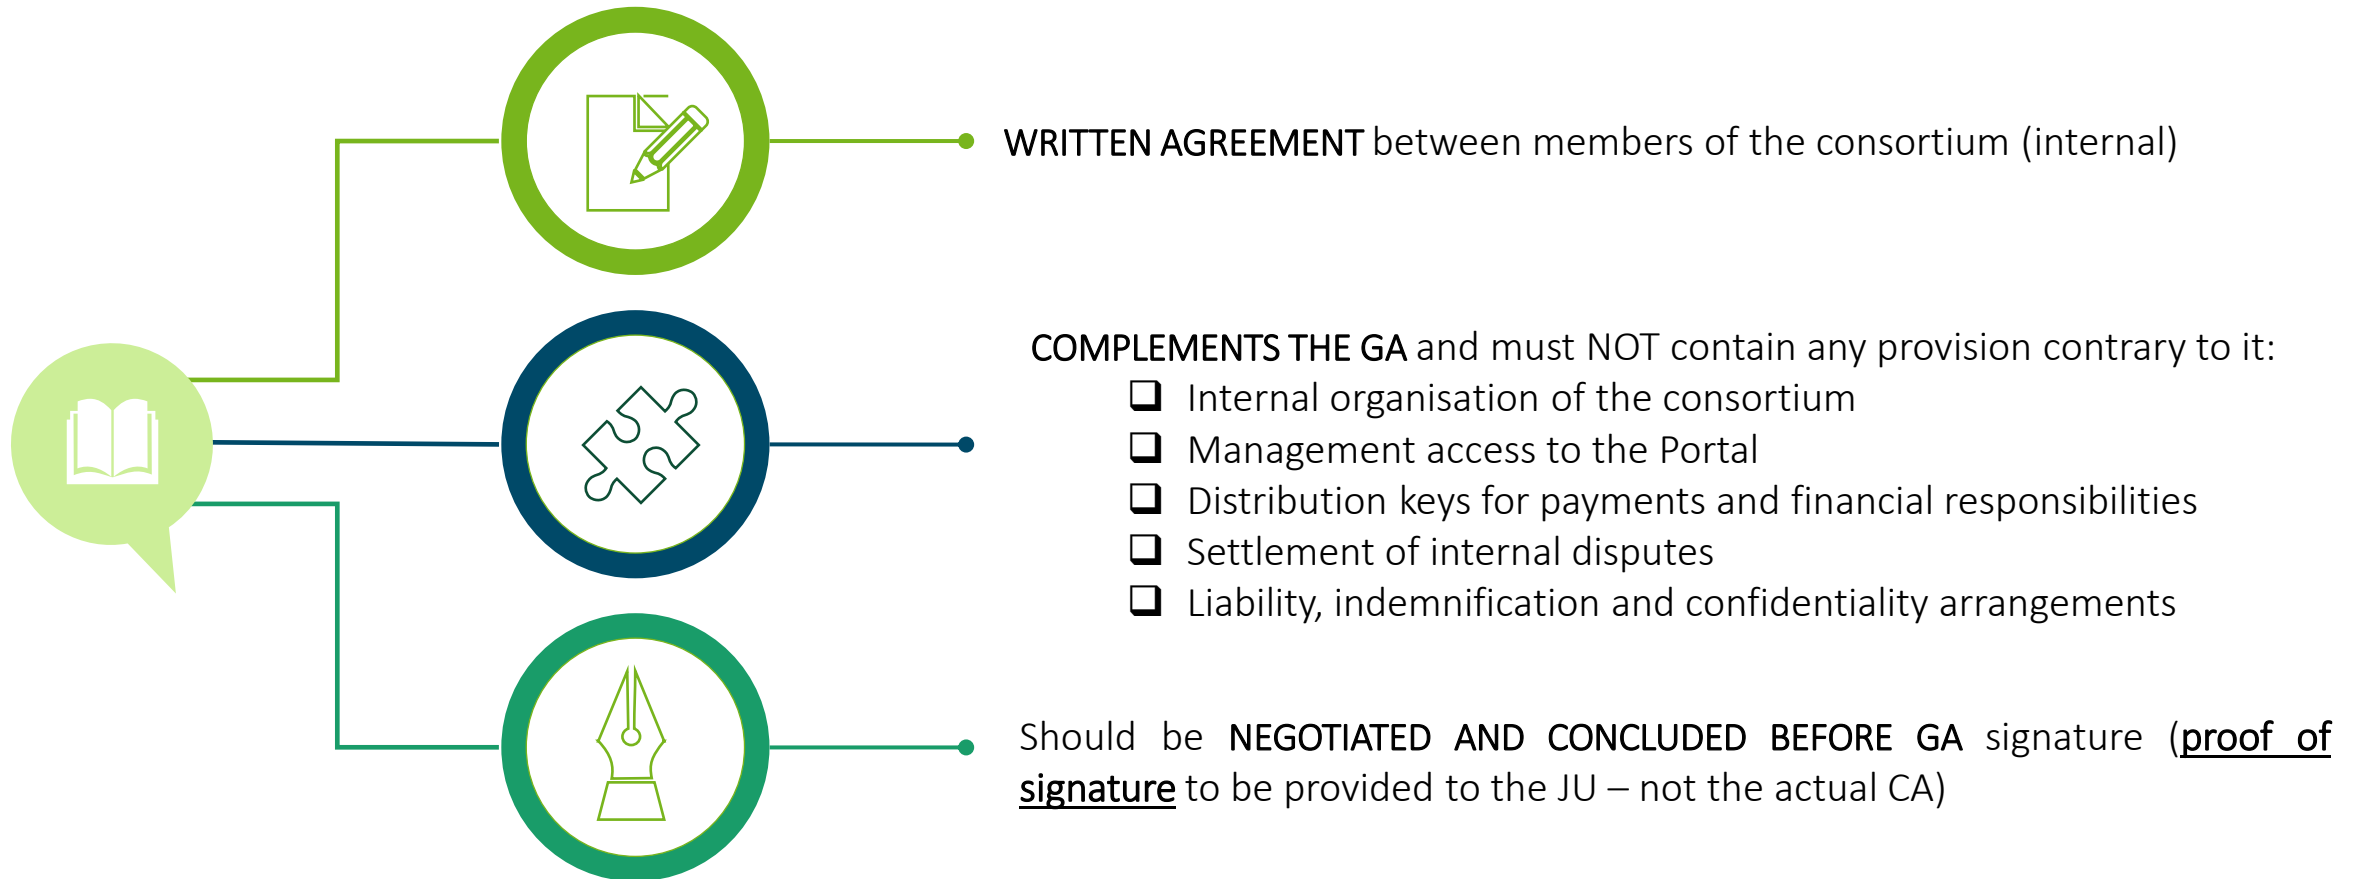 WRITTEN AGREEMENT between members of the consortium (internal)
COMPLEMENTS THE GA and must NOT contain any provision contrary to it:
Internal organisation of the consortium
Management access to the Portal
Distribution keys for payments and financial responsibilities
Settlement of internal disputes
Liability, indemnification and confidentiality arrangements
Should be NEGOTIATED AND CONCLUDED BEFORE GA signature (proof of
signature to be provided to the JU – not the actual CA)